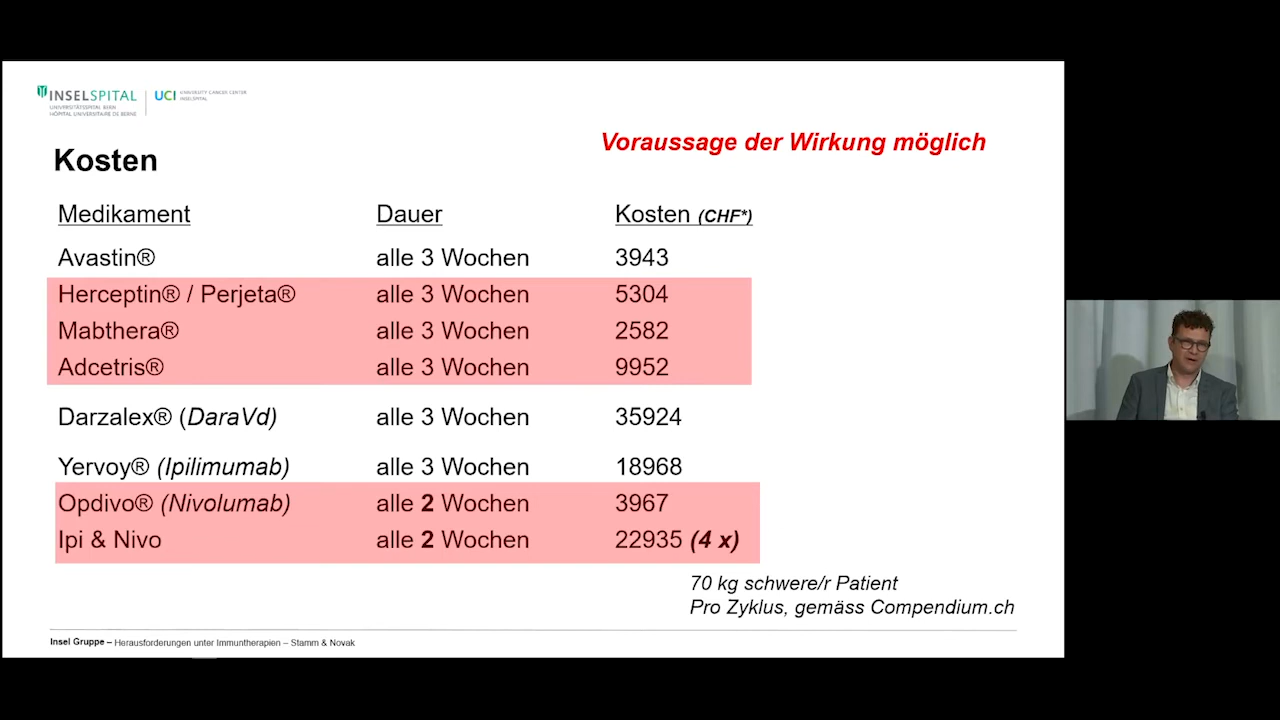 INSELSPITAL
UNIVERSITÄTSSPITAL BERN
HÔPITAL UNIVERSITAIRE DE BERNE
UCI UNIVERSITY CANCER CENTER
INSELSPITAL
Voraussage der Wirkung möglich
Kosten
Medikament Dauer Kosten (CHF*)
Avastin® alle 3 Wochen 3943
Herceptin® / Perjeta® alle 3 Wochen 5304
Mabthera® alle 3 Wochen 2582
Adcetris® alle 3 Wochen 9952
Darzalex® (DaraVd) alle 3 Wochen 35924
Yervoy® (Ipilimumab) alle 3 Wochen 18968
Opdivo® (Nivolumab) alle 2 Wochen 3967
Ipi & Nivo alle 2 Wochen 22935 (4 x)
70 kg schwere/r Patient
Pro Zyklus, gemäss Compendium.ch
Insel Gruppe – Herausforderungen unter Immuntherapien – Stamm & Novak